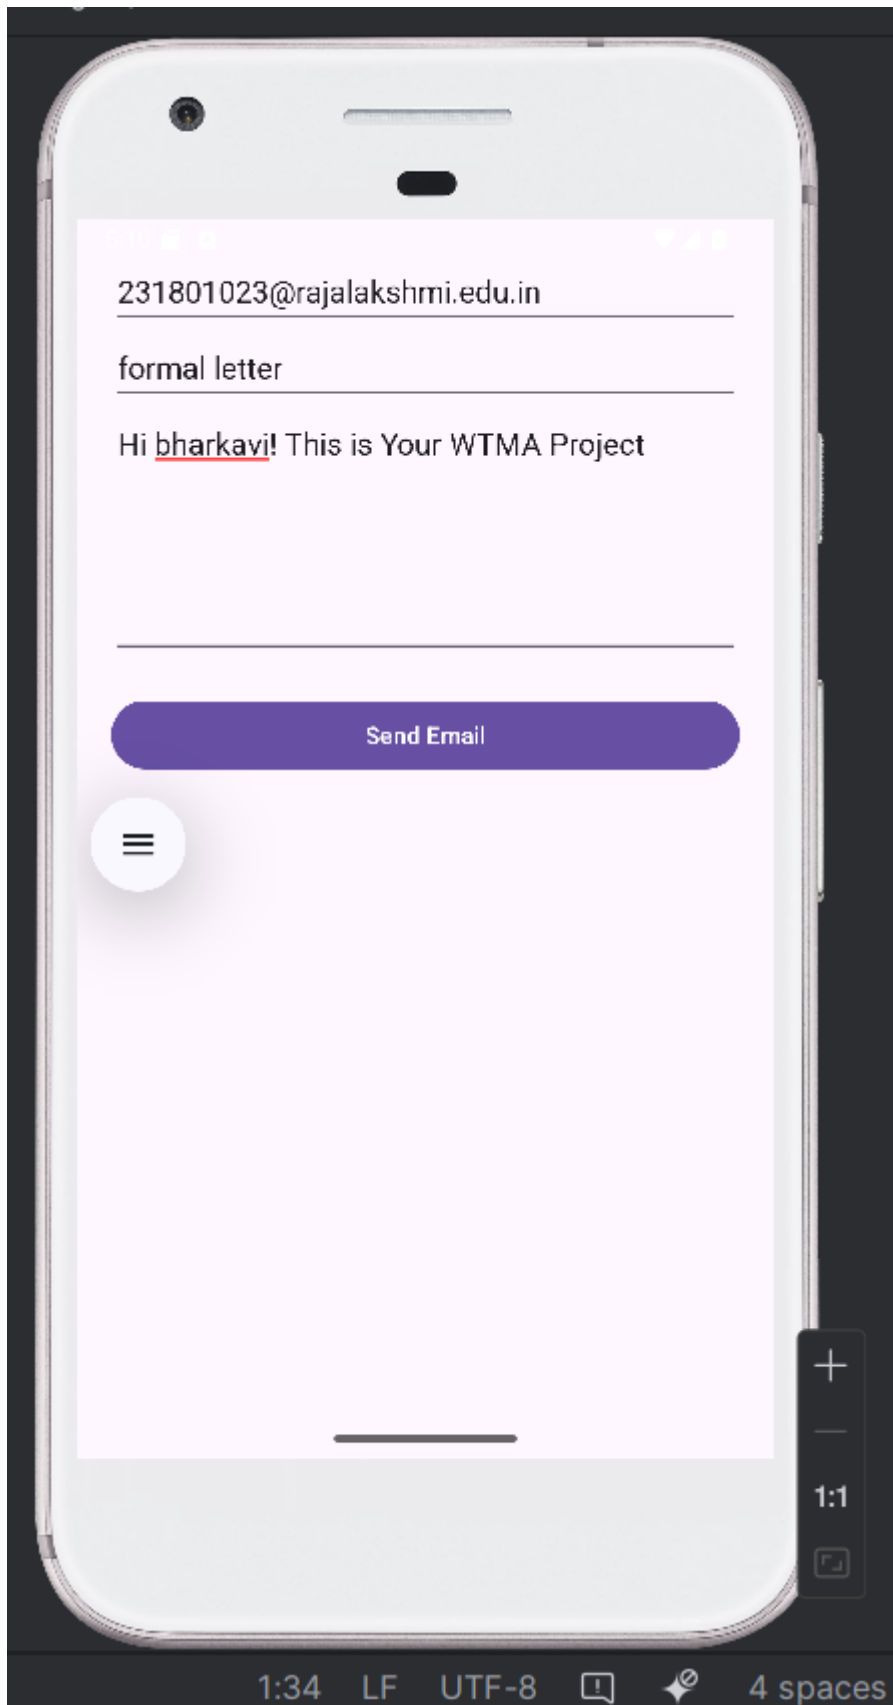 231801023@rajalakshmi.edu.in
formal letter
Hi bharkavi! This is Your WTMA Project
Send Email
1:1
1:34 LF UTF-8 4 spaces